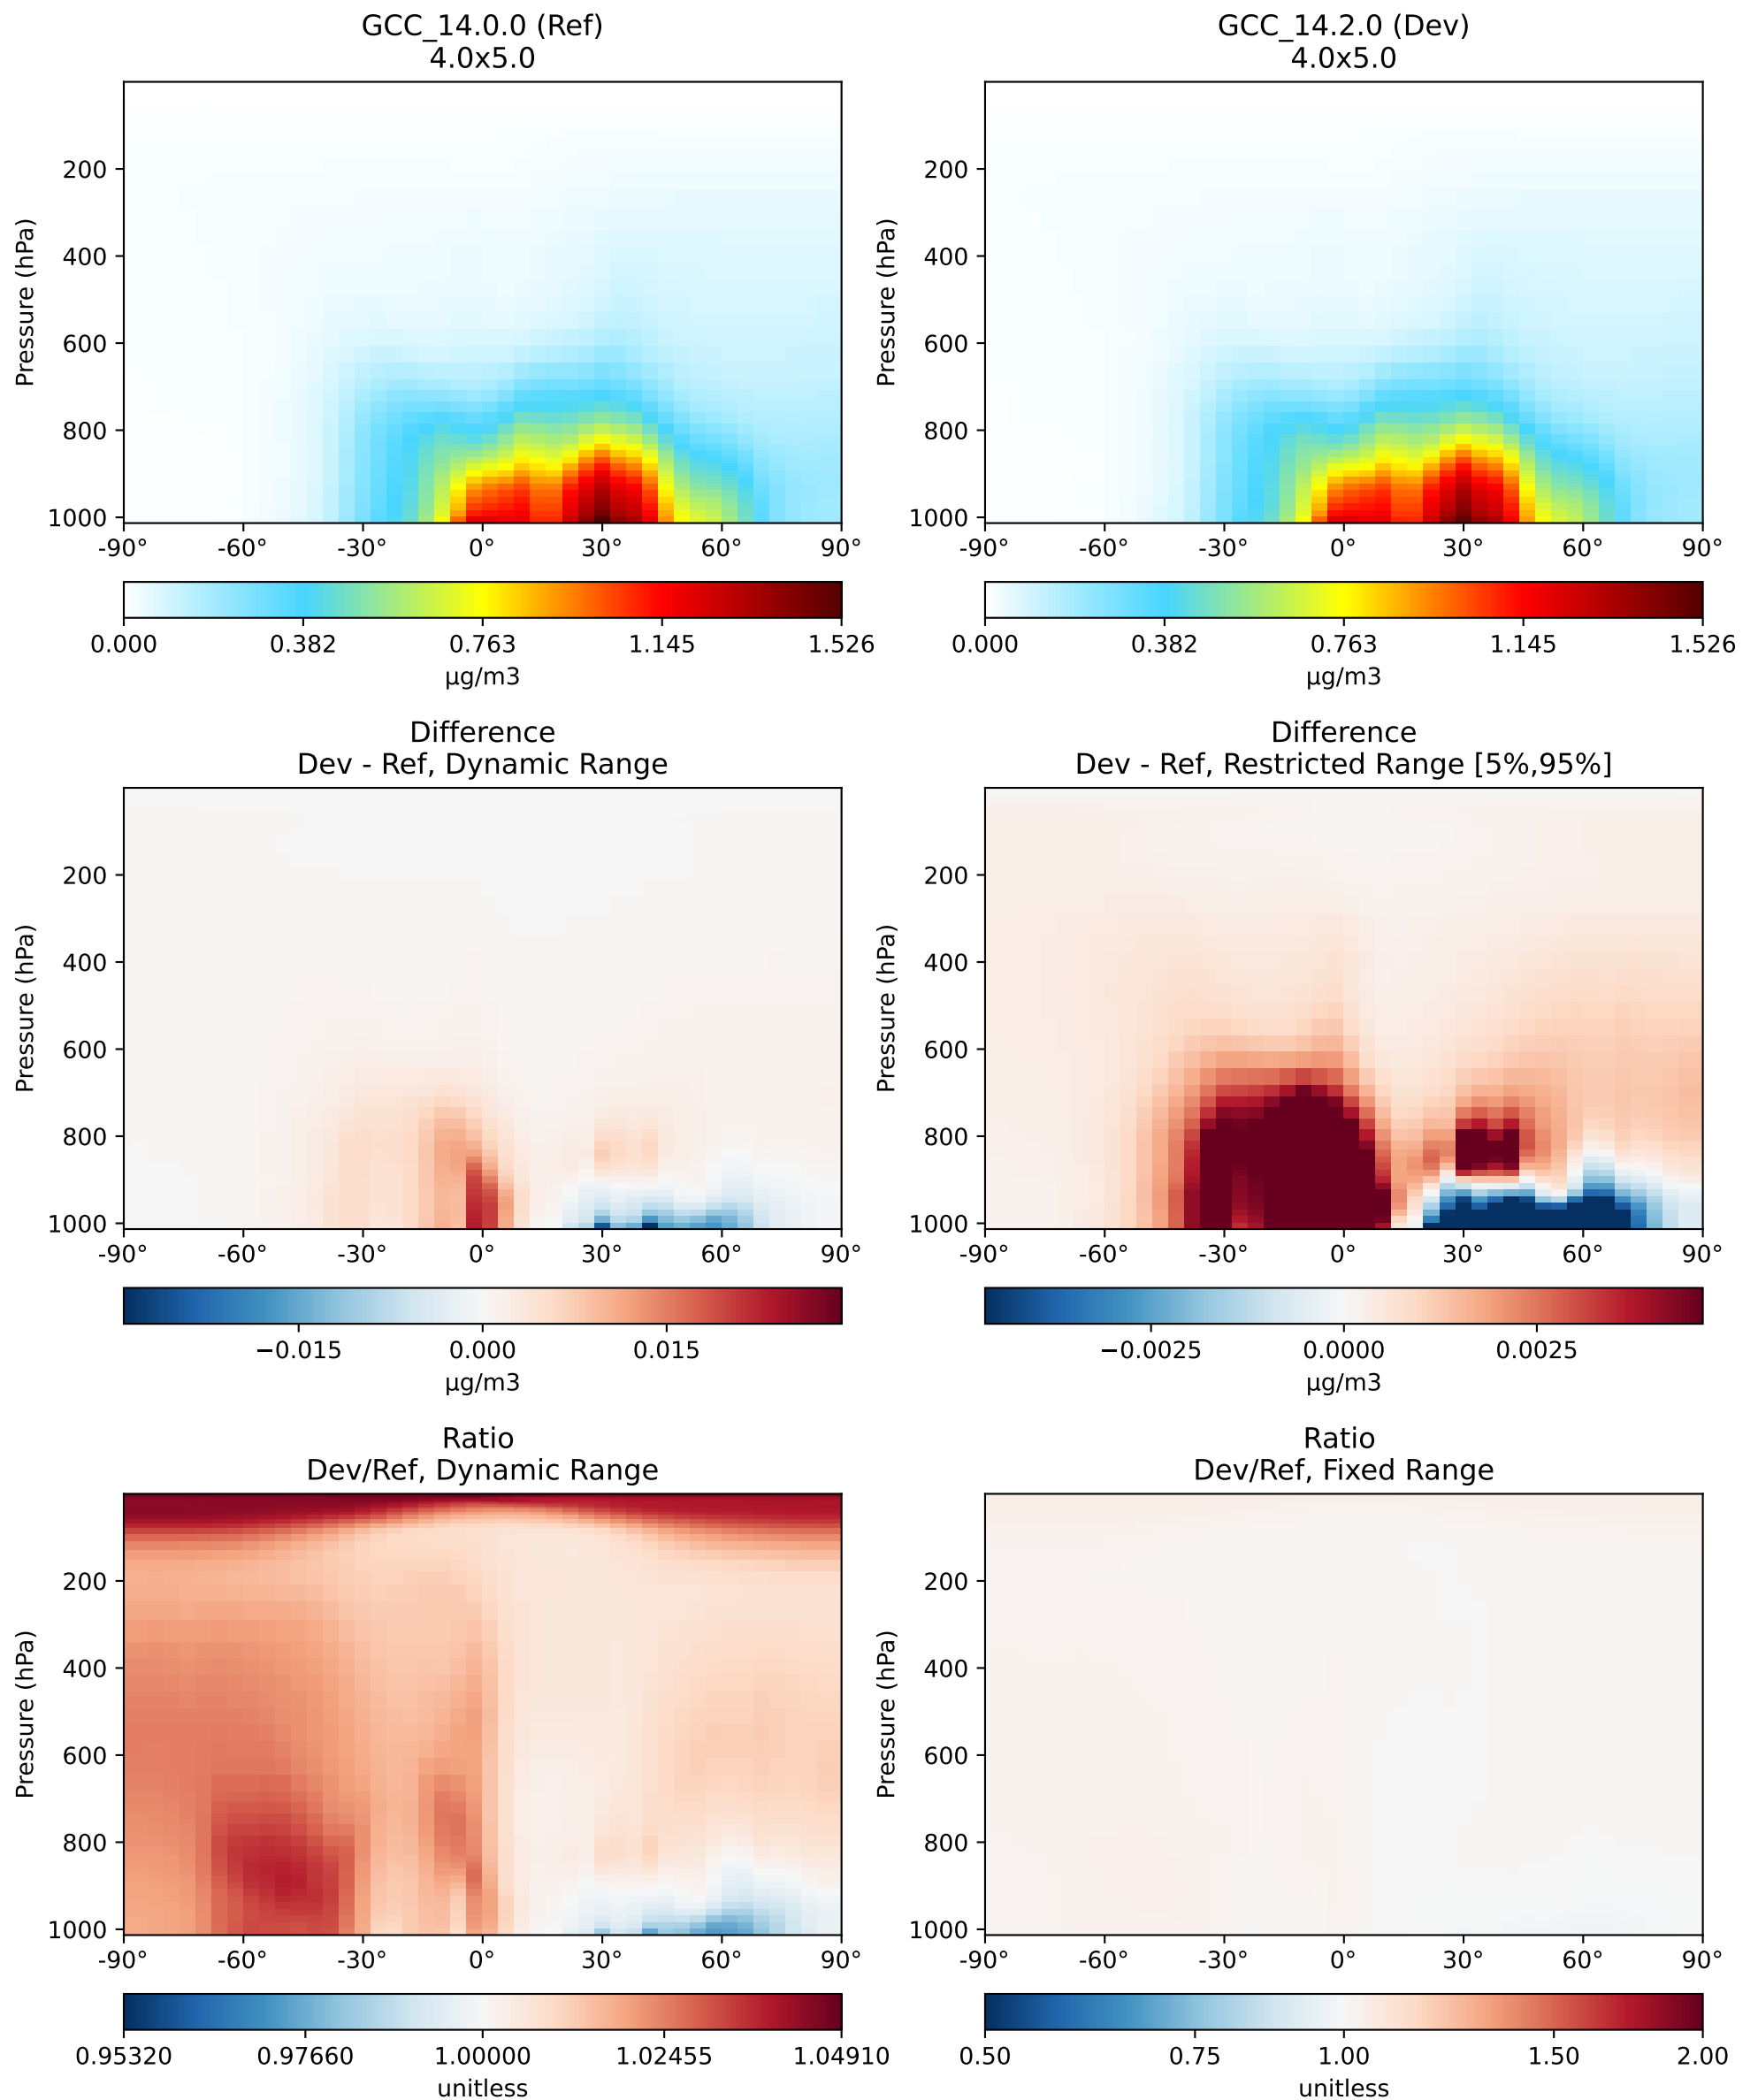 GCC_14.0.0 (Ref)
4.0x5.0
Pressure (hPa)
200
400
600
800
1000
-90° -60° -30° 0° 30° 60° 90°
0.000 0.382 0.763 1.145 1.526
µg/m3
GCC_14.2.0 (Dev)
4.0x5.0
Pressure (hPa)
200
400
600
800
1000
-90° -60° -30° 0° 30° 60° 90°
0.000 0.382 0.763 1.145 1.526
µg/m3
Difference
Dev - Ref, Dynamic Range
Pressure (hPa)
200
400
600
800
1000
-90° -60° -30° 0° 30° 60° 90°
−0.015 0.000 0.015
µg/m3
Difference
Dev - Ref, Restricted Range [5%,95%]
Pressure (hPa)
200
400
600
800
1000
-90° -60° -30° 0° 30° 60° 90°
−0.0025 0.0000 0.0025
µg/m3
Ratio
Dev/Ref, Dynamic Range
Pressure (hPa)
200
400
600
800
1000
-90° -60° -30° 0° 30° 60° 90°
0.95320 0.97660 1.00000 1.02455 1.04910
unitless
Ratio
Dev/Ref, Fixed Range
Pressure (hPa)
200
400
600
800
1000
-90° -60° -30° 0° 30° 60° 90°
0.50 0.75 1.00 1.50 2.00
unitless